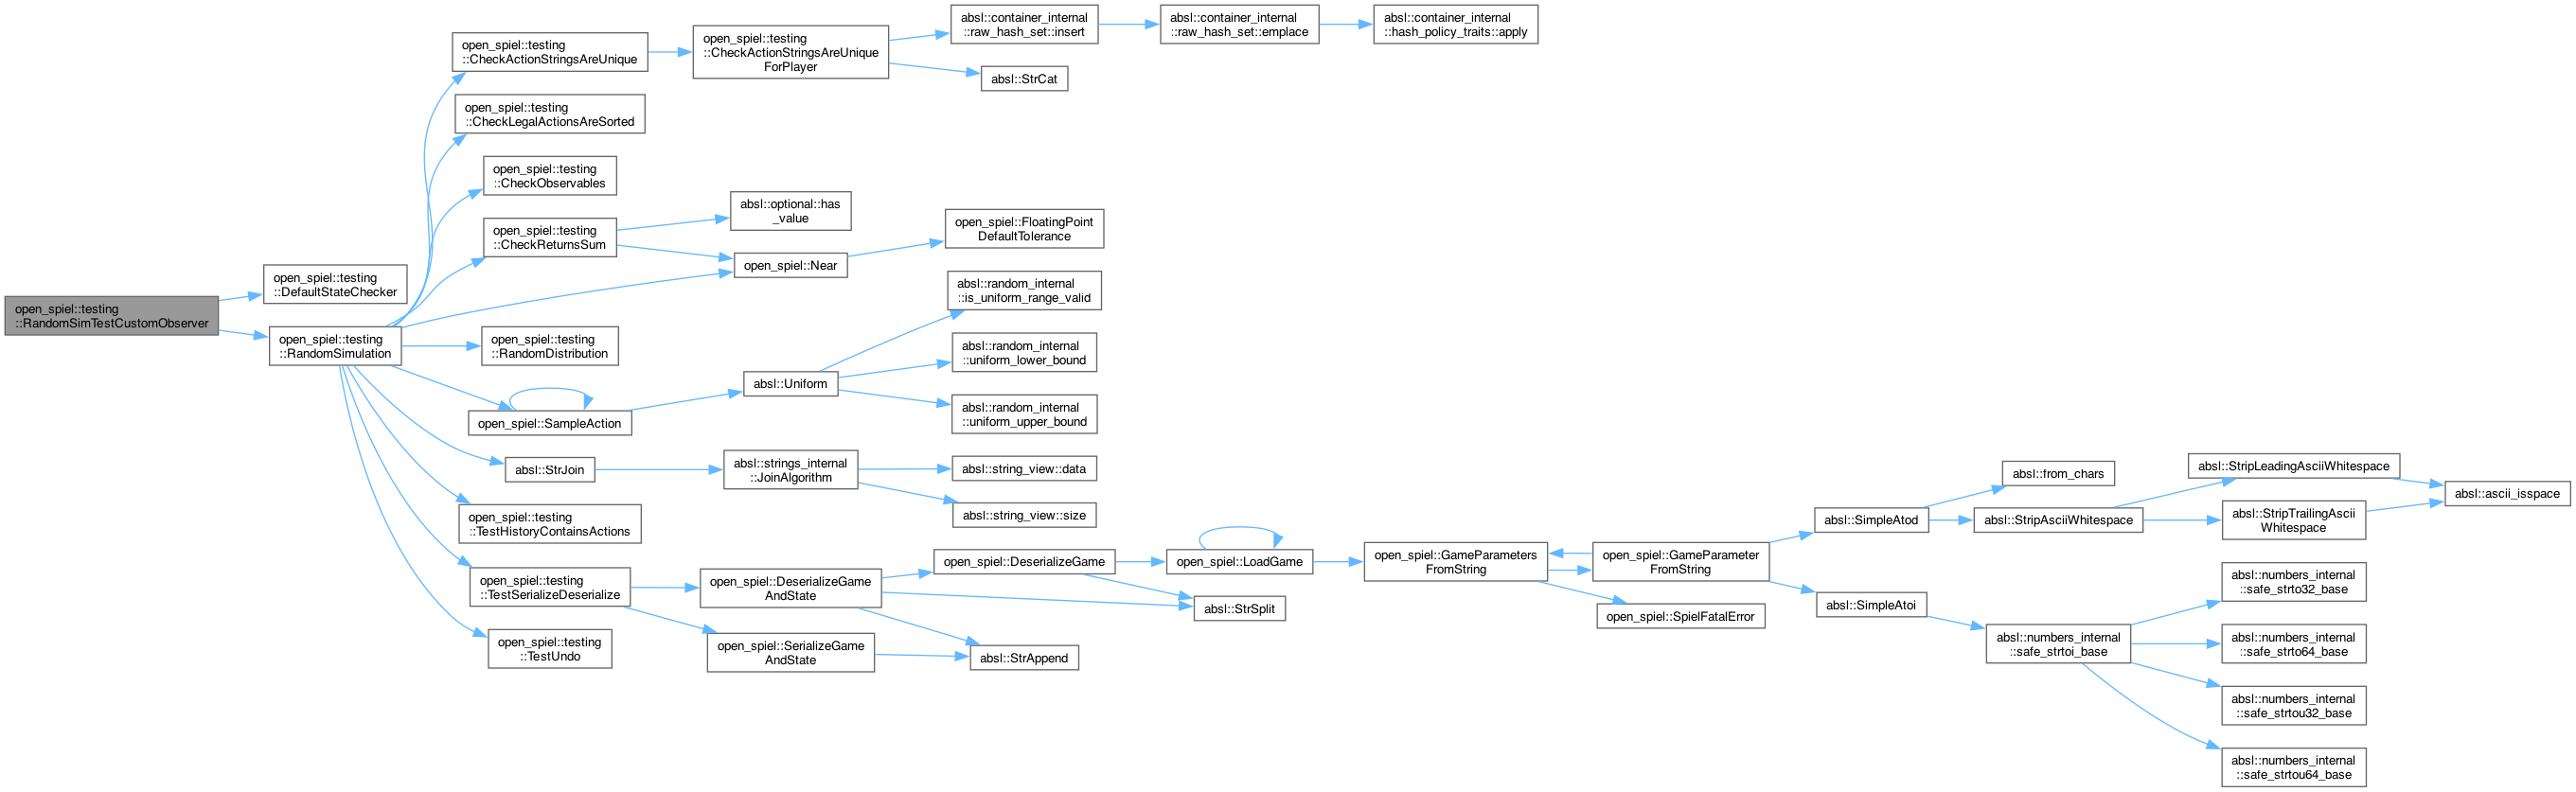 open_spiel::testing
::RandomSimTestCustomObserver
open_spiel::testing
::DefaultStateChecker
open_spiel::testing
::RandomSimulation
open_spiel::testing
::CheckActionStringsAreUnique
open_spiel::testing
::CheckActionStringsAreUnique
ForPlayer
absl::container_internal
::raw_hash_set::insert
absl::container_internal
::raw_hash_set::emplace
absl::container_internal
::hash_policy_traits::apply
absl::StrCat
open_spiel::testing
::CheckLegalActionsAreSorted
open_spiel::testing
::CheckObservables
open_spiel::testing
::CheckReturnsSum
absl::optional::has
_value
open_spiel::Near
open_spiel::FloatingPoint
DefaultTolerance
open_spiel::testing
::RandomDistribution
open_spiel::SampleAction
absl::Uniform
absl::random_internal
::is_uniform_range_valid
absl::random_internal
::uniform_lower_bound
absl::random_internal
::uniform_upper_bound
absl::StrJoin
absl::strings_internal
::JoinAlgorithm
absl::string_view::data
absl::string_view::size
open_spiel::testing
::TestHistoryContainsActions
open_spiel::testing
::TestSerializeDeserialize
open_spiel::DeserializeGame
AndState
open_spiel::DeserializeGame
open_spiel::LoadGame
absl::StrSplit
open_spiel::SerializeGame
AndState
absl::StrAppend
open_spiel::testing
::TestUndo
open_spiel::GameParameters
FromString
open_spiel::GameParameter
FromString
open_spiel::SpielFatalError
absl::SimpleAtod
absl::from_chars
absl::StripAsciiWhitespace
absl::StripLeadingAsciiWhitespace
absl::StripTrailingAscii
Whitespace
absl::ascii_isspace
absl::SimpleAtoi
absl::numbers_internal
::safe_strtoi_base
absl::numbers_internal
::safe_strto32_base
absl::numbers_internal
::safe_strto64_base
absl::numbers_internal
::safe_strtou32_base
absl::numbers_internal
::safe_strtou64_base